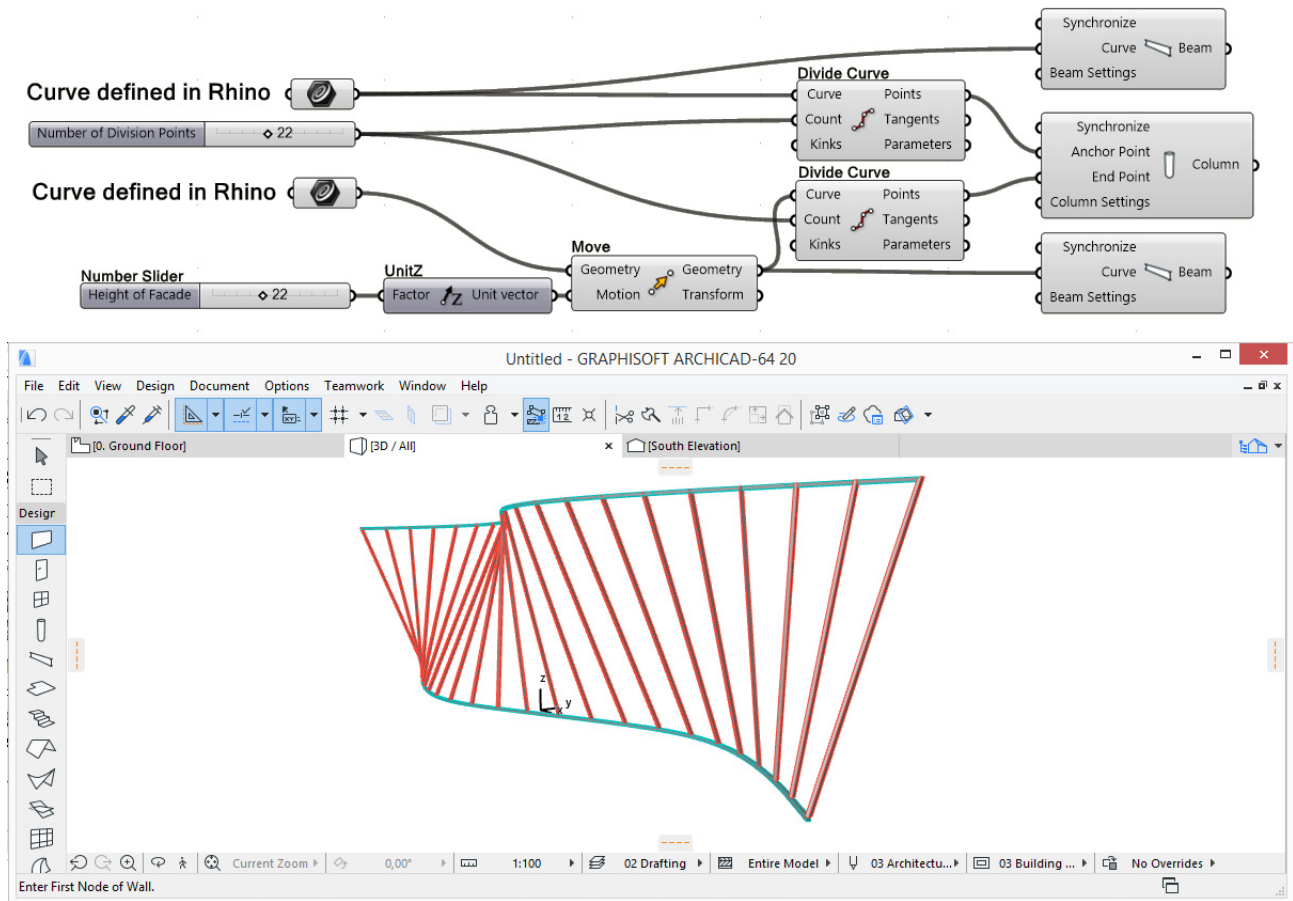 Synchronize
Curve Beam
Beam Settings
Curve defined in Rhino
Number of Division Points 22
Divide Curve
Curve Points
Count Tangents
Kinks Parameters
Synchronize
Anchor Point
End Point Column
Column Settings
Curve defined in Rhino
Divide Curve
Curve Points
Count Tangents
Kinks Parameters
Number Slider
Height of Facade 22
UnitZ
Factor Z Unit vector
Move
Geometry Geometry
Motion Transform
Synchronize
Curve Beam
Beam Settings
Untitled - GRAPHISOFT ARCHICAD-64 20
File Edit View Design Document Options Teamwork Window Help
[0. Ground Floor] [3D / All] [South Elevation]
Design
z
y
x
Current Zoom 0,00° 1:100 02 Drafting Entire Model 03 Architectu... 03 Building ... No Overrides
Enter First Node of Wall.